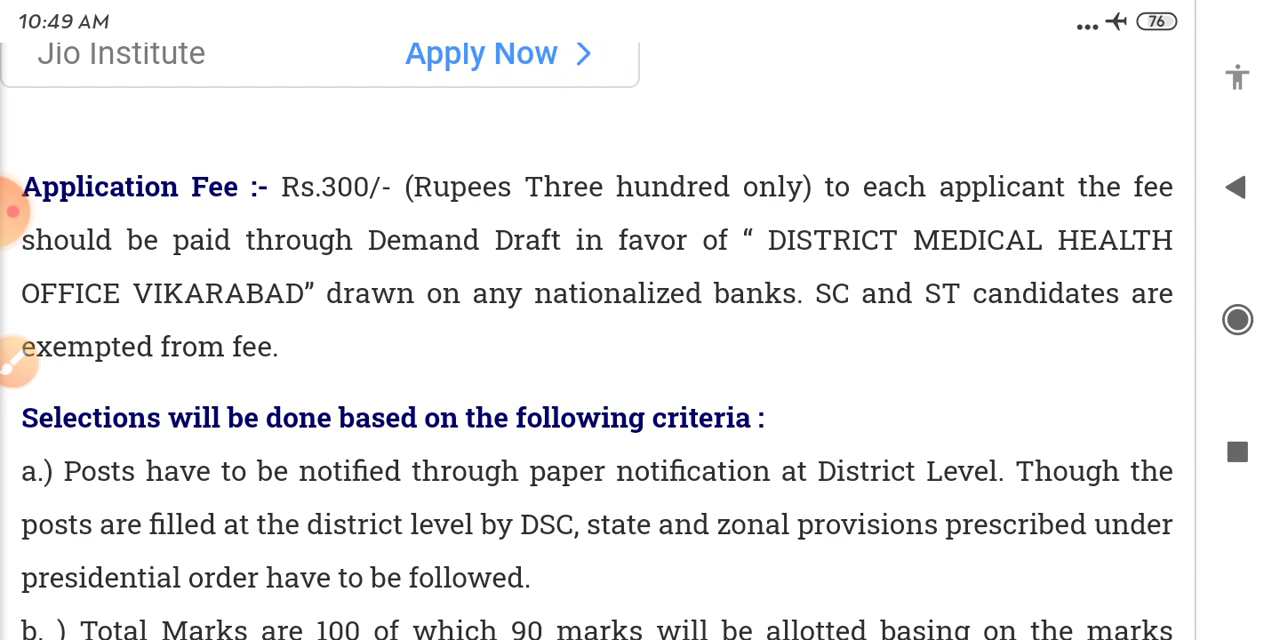 10:49 AM
... 76
Jio Institute Apply Now
Application Fee :- Rs.300/- (Rupees Three hundred only) to each applicant the fee
should be paid through Demand Draft in favor of “ DISTRICT MEDICAL HEALTH
OFFICE VIKARABAD” drawn on any nationalized banks. SC and ST candidates are
exempted from fee.
Selections will be done based on the following criteria :
a.) Posts have to be notified through paper notification at District Level. Though the
posts are filled at the district level by DSC, state and zonal provisions prescribed under
presidential order have to be followed.
b. ) Total Marks are 100 of which 90 marks will be allotted basing on the marks